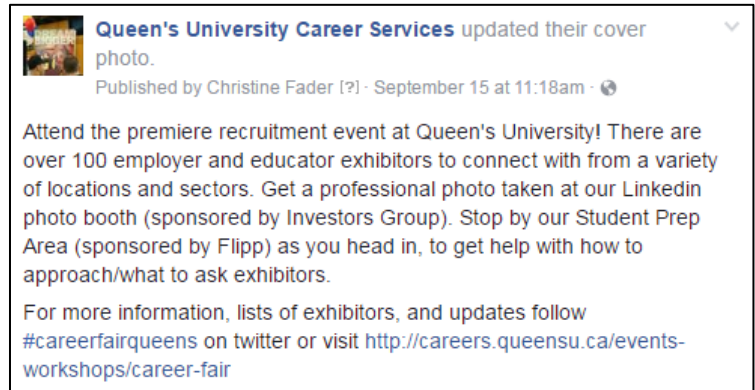 Queen's University Career Services updated their cover
photo.
Published by Christine Fader [?] · September 15 at 11:18am ·
Attend the premiere recruitment event at Queen's University! There are
over 100 employer and educator exhibitors to connect with from a variety
of locations and sectors. Get a professional photo taken at our Linkedin
photo booth (sponsored by Investors Group). Stop by our Student Prep
Area (sponsored by Flipp) as you head in, to get help with how to
approach/what to ask exhibitors.
For more information, lists of exhibitors, and updates follow
#careerfairqueens on twitter or visit http://careers.queensu.ca/events-
workshops/career-fair